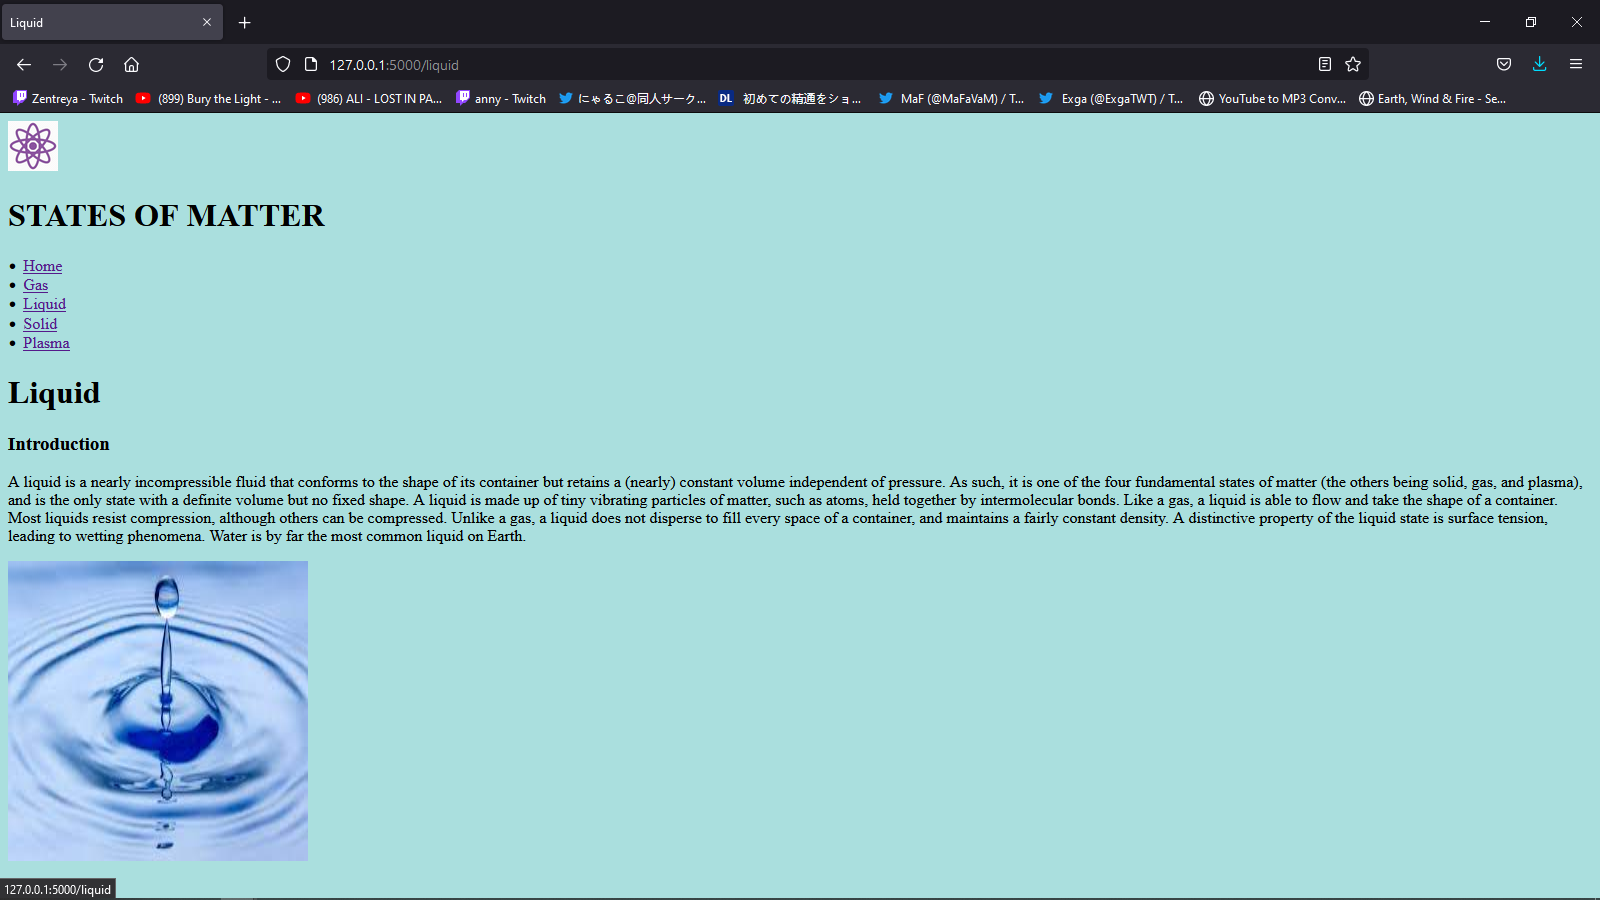 Liquid
127.0.0.1:5000/liquid
Zentreya - Twitch
(899) Bury the Light - ...
(986) ALI - LOST IN PA...
anny - Twitch
にゃるこ@同人サーク...
DL 初めての精通をショ...
MaF (@MaFaVaM) / T...
Exga (@ExgaTWT) / T...
YouTube to MP3 Conv...
Earth, Wind & Fire - Se...
STATES OF MATTER
Home
Gas
Liquid
Solid
Plasma
Liquid
Introduction
A liquid is a nearly incompressible fluid that conforms to the shape of its container but retains a (nearly) constant volume independent of pressure. As such, it is one of the four fundamental states of matter (the others being solid, gas, and plasma),
and is the only state with a definite volume but no fixed shape. A liquid is made up of tiny vibrating particles of matter, such as atoms, held together by intermolecular bonds. Like a gas, a liquid is able to flow and take the shape of a container.
Most liquids resist compression, although others can be compressed. Unlike a gas, a liquid does not disperse to fill every space of a container, and maintains a fairly constant density. A distinctive property of the liquid state is surface tension,
leading to wetting phenomena. Water is by far the most common liquid on Earth.
127.0.0.1:5000/liquid